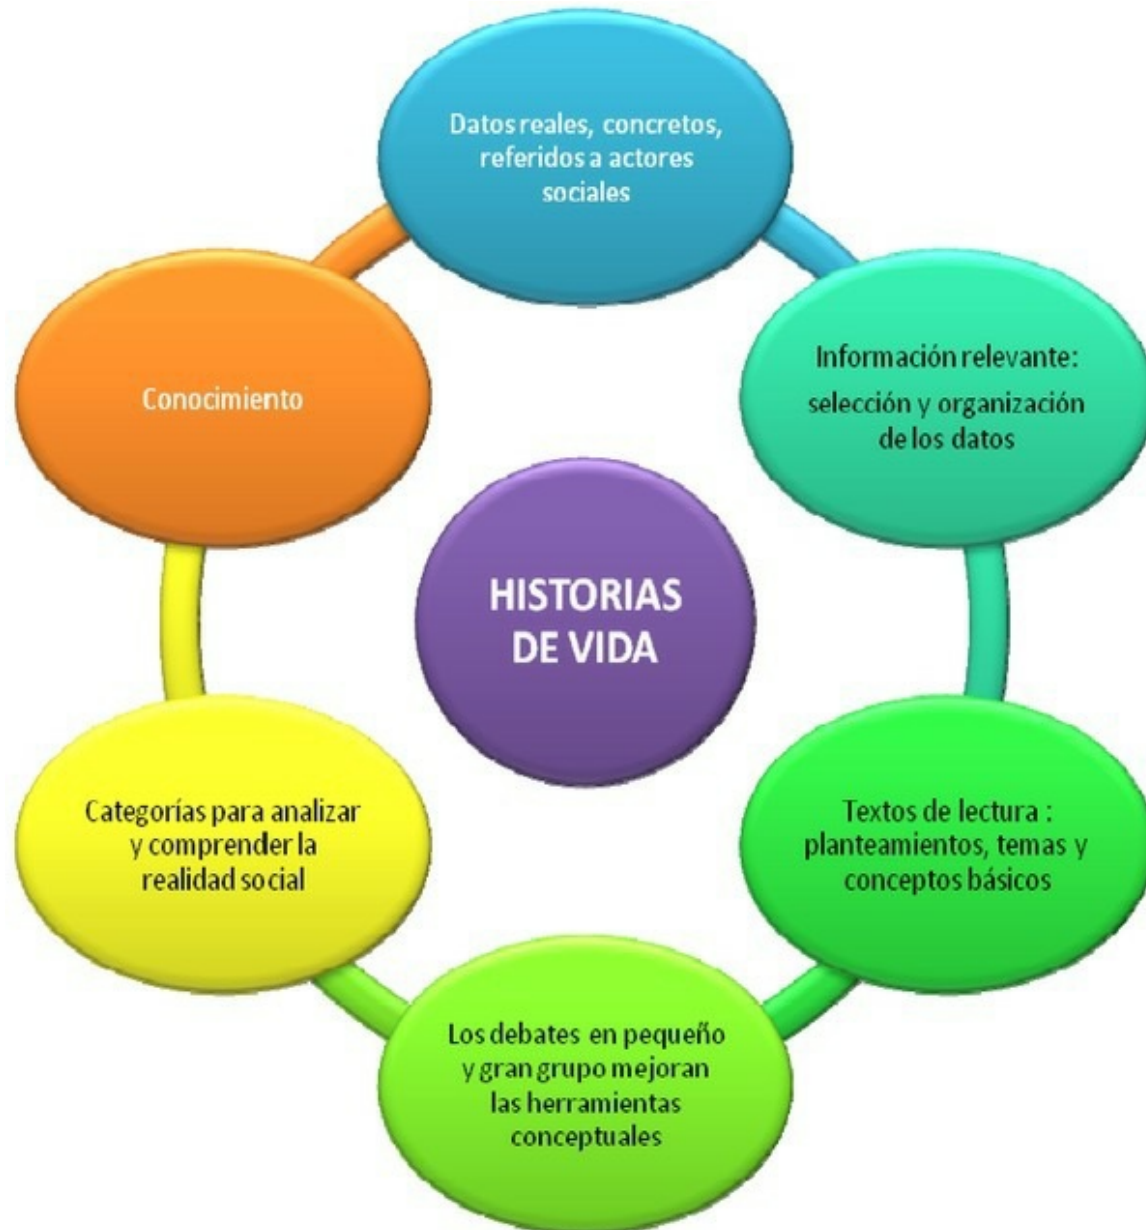 Datos reales, concretos,
referidos a actores
sociales
Información relevante:
selección y organización
de los datos
Textos de lectura :
planteamientos, temas y
conceptos básicos
Los debates en pequeño
y gran grupo mejoran
las herramientas
conceptuales
Categorías para analizar
y comprender la
realidad social
Conocimiento
HISTORIAS
DE VIDA